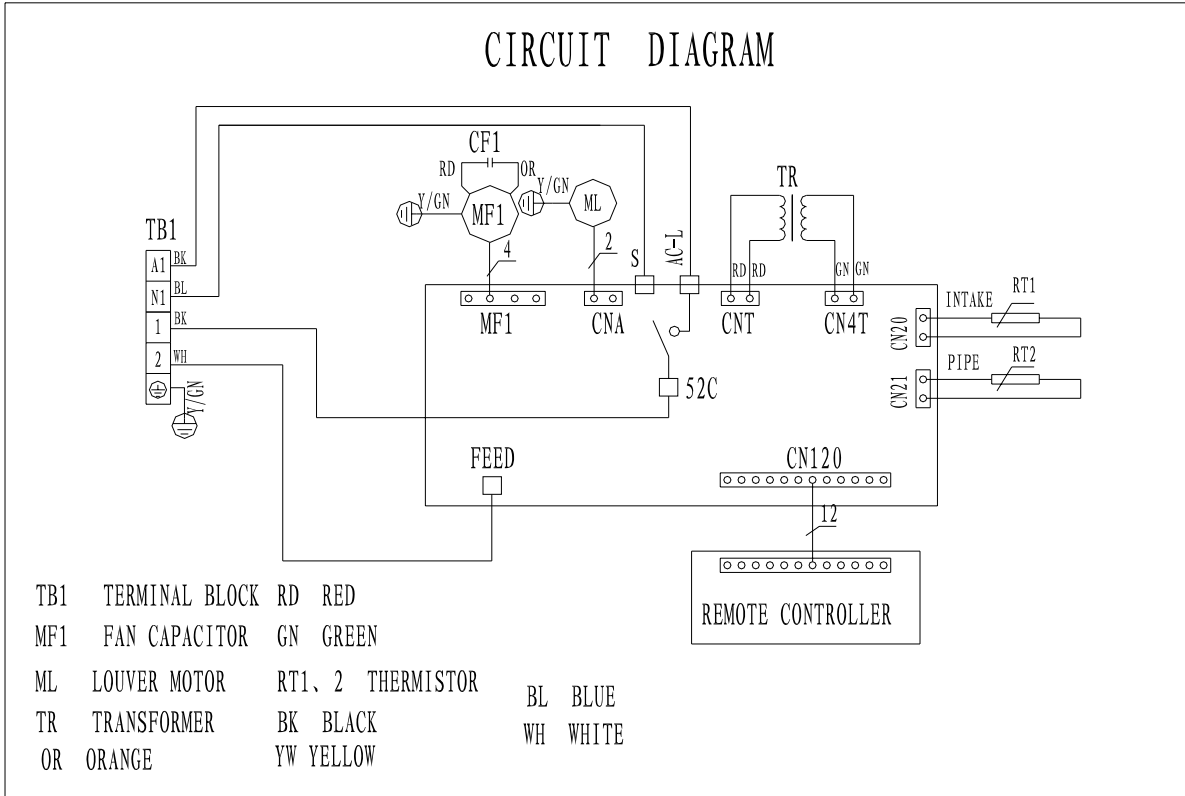 CIRCUIT DIAGRAM
CF1
RD
OR
Y/GN
MF1
Y/GN
ML
TR
4
2
S
AC-L
RD
RD
GN
GN
TB1
A1
BK
N1
BL
1
BK
2
WH
Y/GN
MF1
CNA
CNT
CN4T
52C
INTAKE
RT1
CN20
PIPE
RT2
CN21
FEED
CN120
12
REMOTE CONTROLLER
TB1 TERMINAL BLOCK RD RED
MF1 FAN CAPACITOR GN GREEN
ML LOUVER MOTOR RT1、2 THERMISTOR
BL BLUE
TR TRANSFORMER BK BLACK
WH WHITE
OR ORANGE YW YELLOW